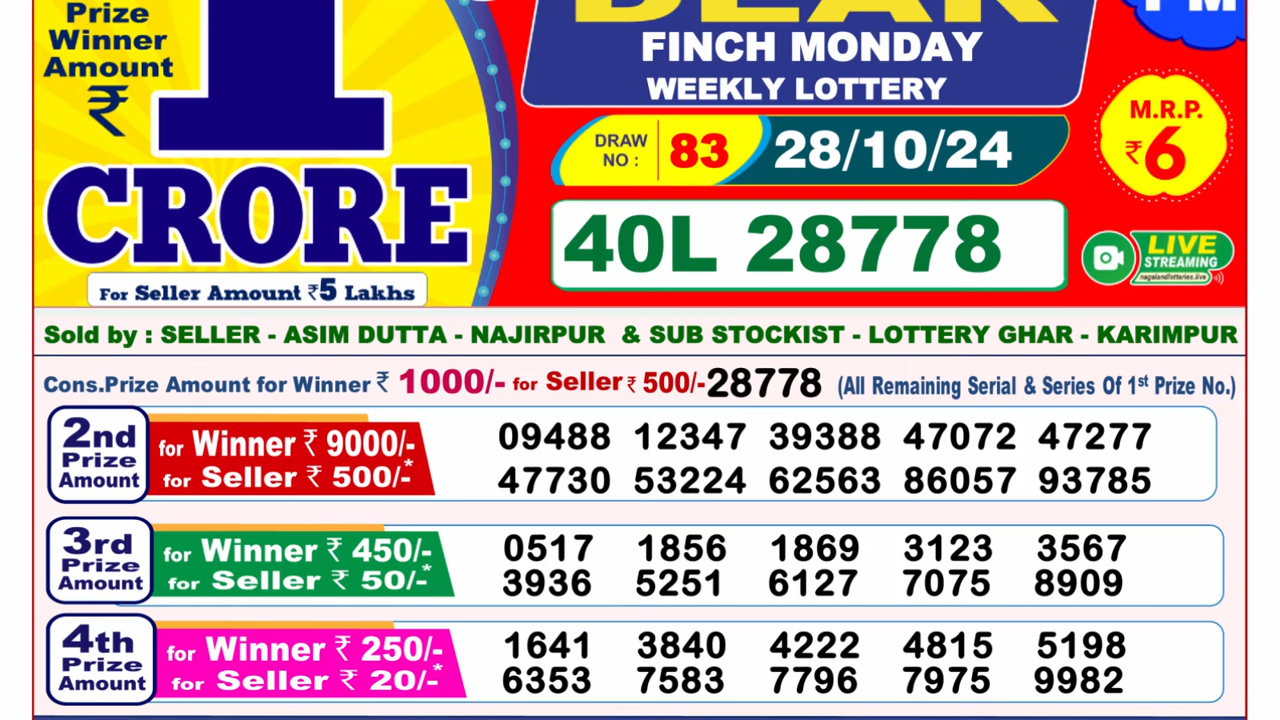 Prize
Winner
Amount
₹
1
CRORE
For Seller Amount ₹5 Lakhs
DEAR
FINCH MONDAY
WEEKLY LOTTERY
PM
M.R.P.
₹6
DRAW
NO :
83
28/10/24
40L 28778
LIVE
STREAMING
nagalandlotteries.live
Sold by : SELLER - ASIM DUTTA - NAJIRPUR & SUB STOCKIST - LOTTERY GHAR - KARIMPUR
Cons.Prize Amount for Winner ₹ 1000/- for Seller ₹ 500/- 28778 (All Remaining Serial & Series Of 1st Prize No.)
2nd
Prize
Amount
for Winner ₹ 9000/-
for Seller ₹ 500/-*
09488 12347 39388 47072 47277
47730 53224 62563 86057 93785
3rd
Prize
Amount
for Winner ₹ 450/-
for Seller ₹ 50/-*
0517 1856 1869 3123 3567
3936 5251 6127 7075 8909
4th
Prize
Amount
for Winner ₹ 250/-
for Seller ₹ 20/-*
1641 3840 4222 4815 5198
6353 7583 7796 7975 9982